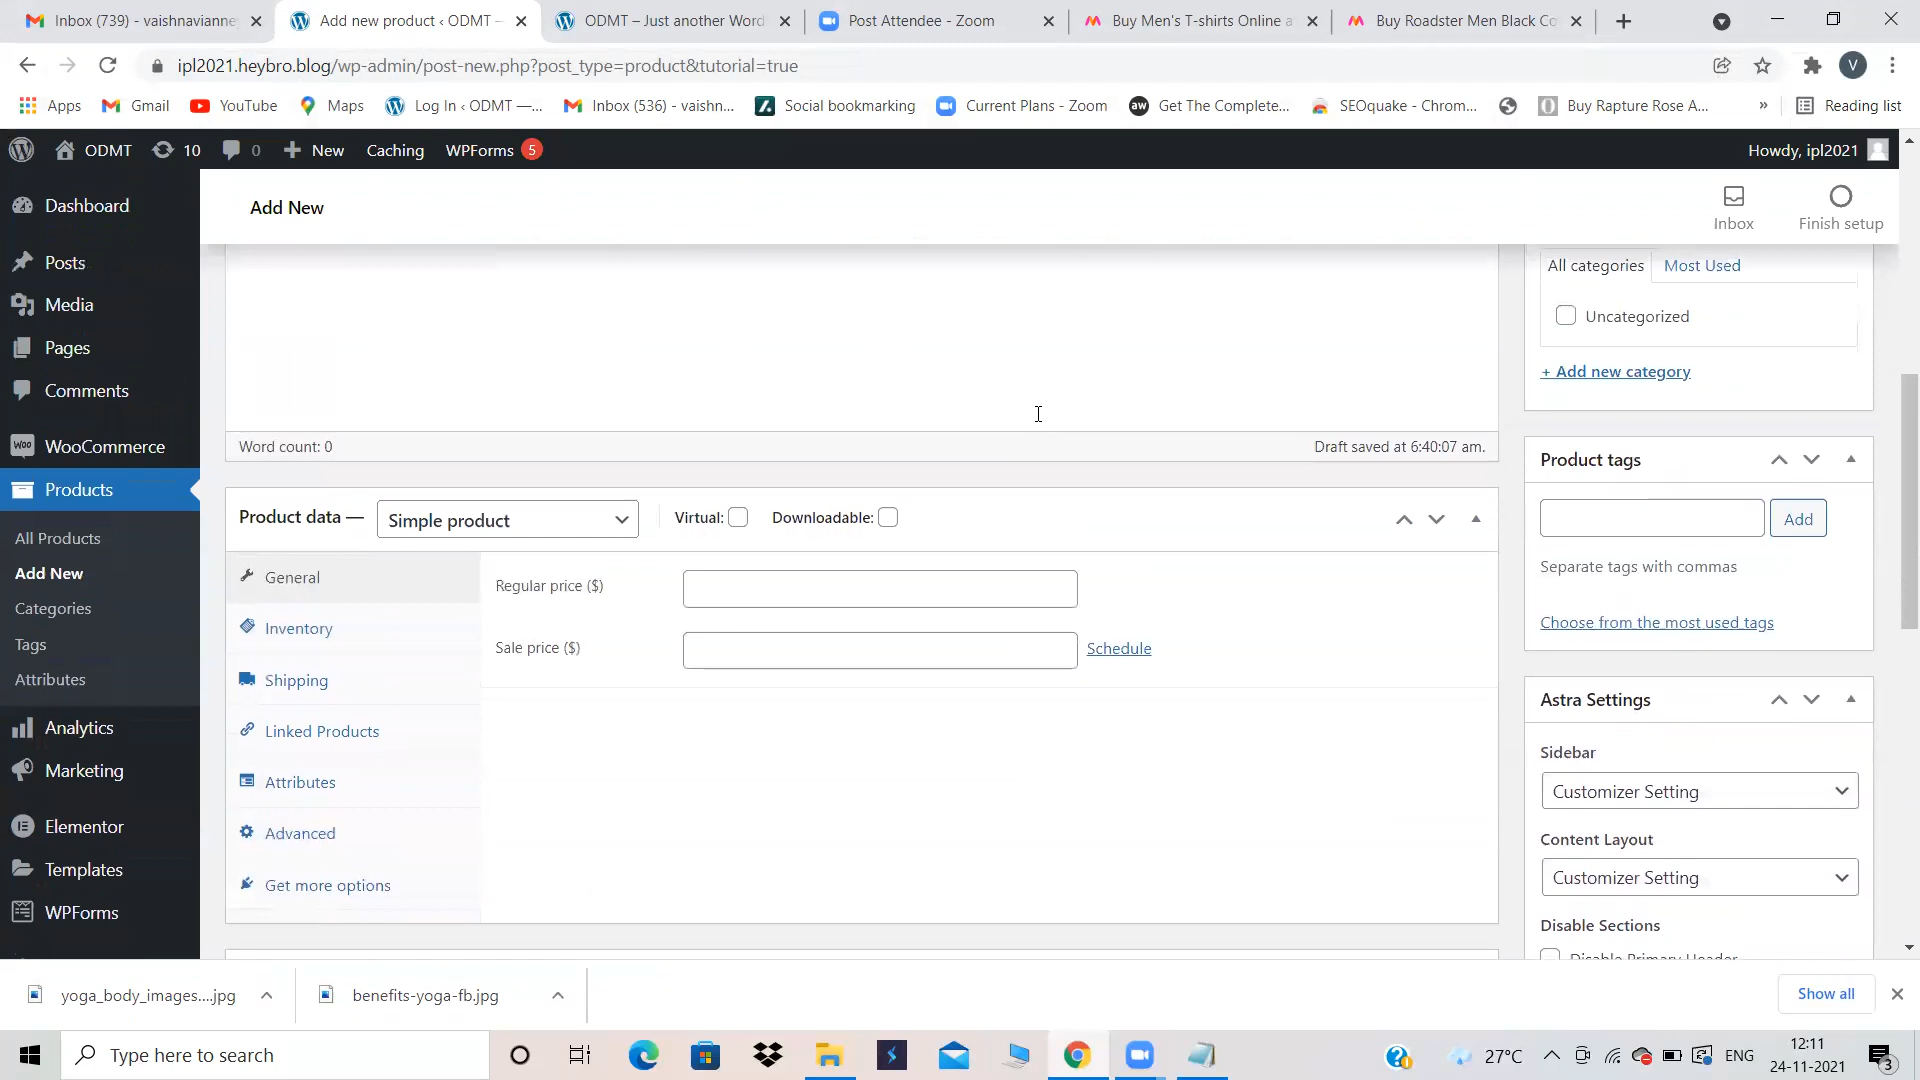 Inbox (739) - vaishnavianne
Add new product ‹ ODMT —
ODMT – Just another Word
Post Attendee - Zoom
Buy Men's T-shirts Online a
Buy Roadster Men Black Co
ipl2021.heybro.blog/wp-admin/post-new.php?post_type=product&tutorial=true
V
Apps
Gmail
YouTube
Maps
Log In ‹ ODMT —...
Inbox (536) - vaishn...
Social bookmarking
Current Plans - Zoom
aw
Get The Complete...
SEOquake - Chrom...
Buy Rapture Rose A...
»
Reading list
ODMT
10
0
New
Caching
WPForms 5
Howdy, ipl2021
Dashboard
Posts
Media
Pages
Comments
Woo
WooCommerce
Products
All Products
Add New
Categories
Tags
Attributes
Analytics
Marketing
Elementor
Templates
WPForms
Add New
Inbox
Finish setup
Word count: 0
Draft saved at 6:40:07 am.
Product data —
Simple product
Virtual:
Downloadable:
General
Inventory
Shipping
Linked Products
Attributes
Advanced
Get more options
Regular price ($)
Sale price ($)
Schedule
All categories
Most Used
Uncategorized
+ Add new category
Product tags
Add
Separate tags with commas
Choose from the most used tags
Astra Settings
Sidebar
Customizer Setting
Content Layout
Customizer Setting
Disable Sections
Disable Primary Header
yoga_body_images....jpg
benefits-yoga-fb.jpg
Show all
Type here to search
27°C
ENG
12:11
24-11-2021
3